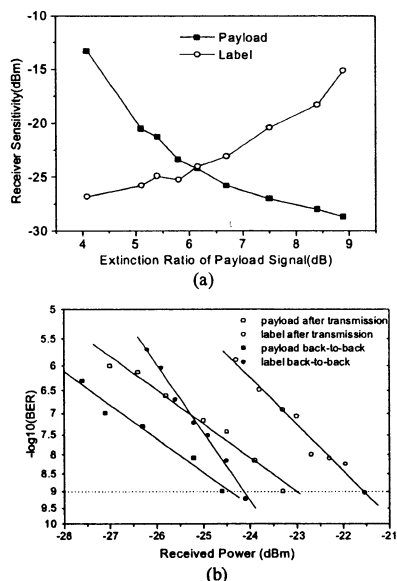 -10
-15
-20
-25
-30
Receiver Sensitivity(dBm)
Payload
Label
4 5 6 7 8 9
Extinction Ratio of Payload Signal(dB)
(a)
5
5.5
6
6.5
7
7.5
8
8.5
9
9.5
10
-log10(BER)
payload after transmission
label after transmission
payload back-to-back
label back-to-back
-28 -27 -26 -25 -24 -23 -22 -21
Received Power (dBm)
(b)